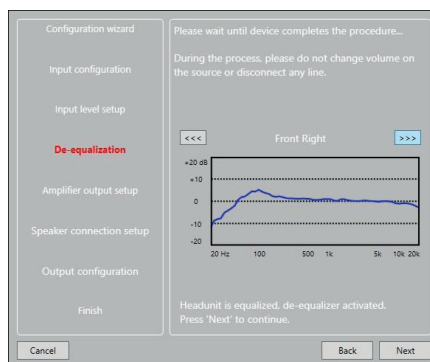 Configuration wizard
Input configuration
Input level setup
De-equalization
Amplifier output setup
Speaker connection setup
Output configuration
Finish
Please wait until device completes the procedure...
During the process, please do not change volume on
the source or disconnect any line.
<<<
Front Right
>>>
+20 dB
+10
0
-10
-20
20 Hz 100 500 1k 5k 10k 20k
Headunit is equalized, de-equalizer activated.
Press 'Next' to continue.
Cancel
Back
Next